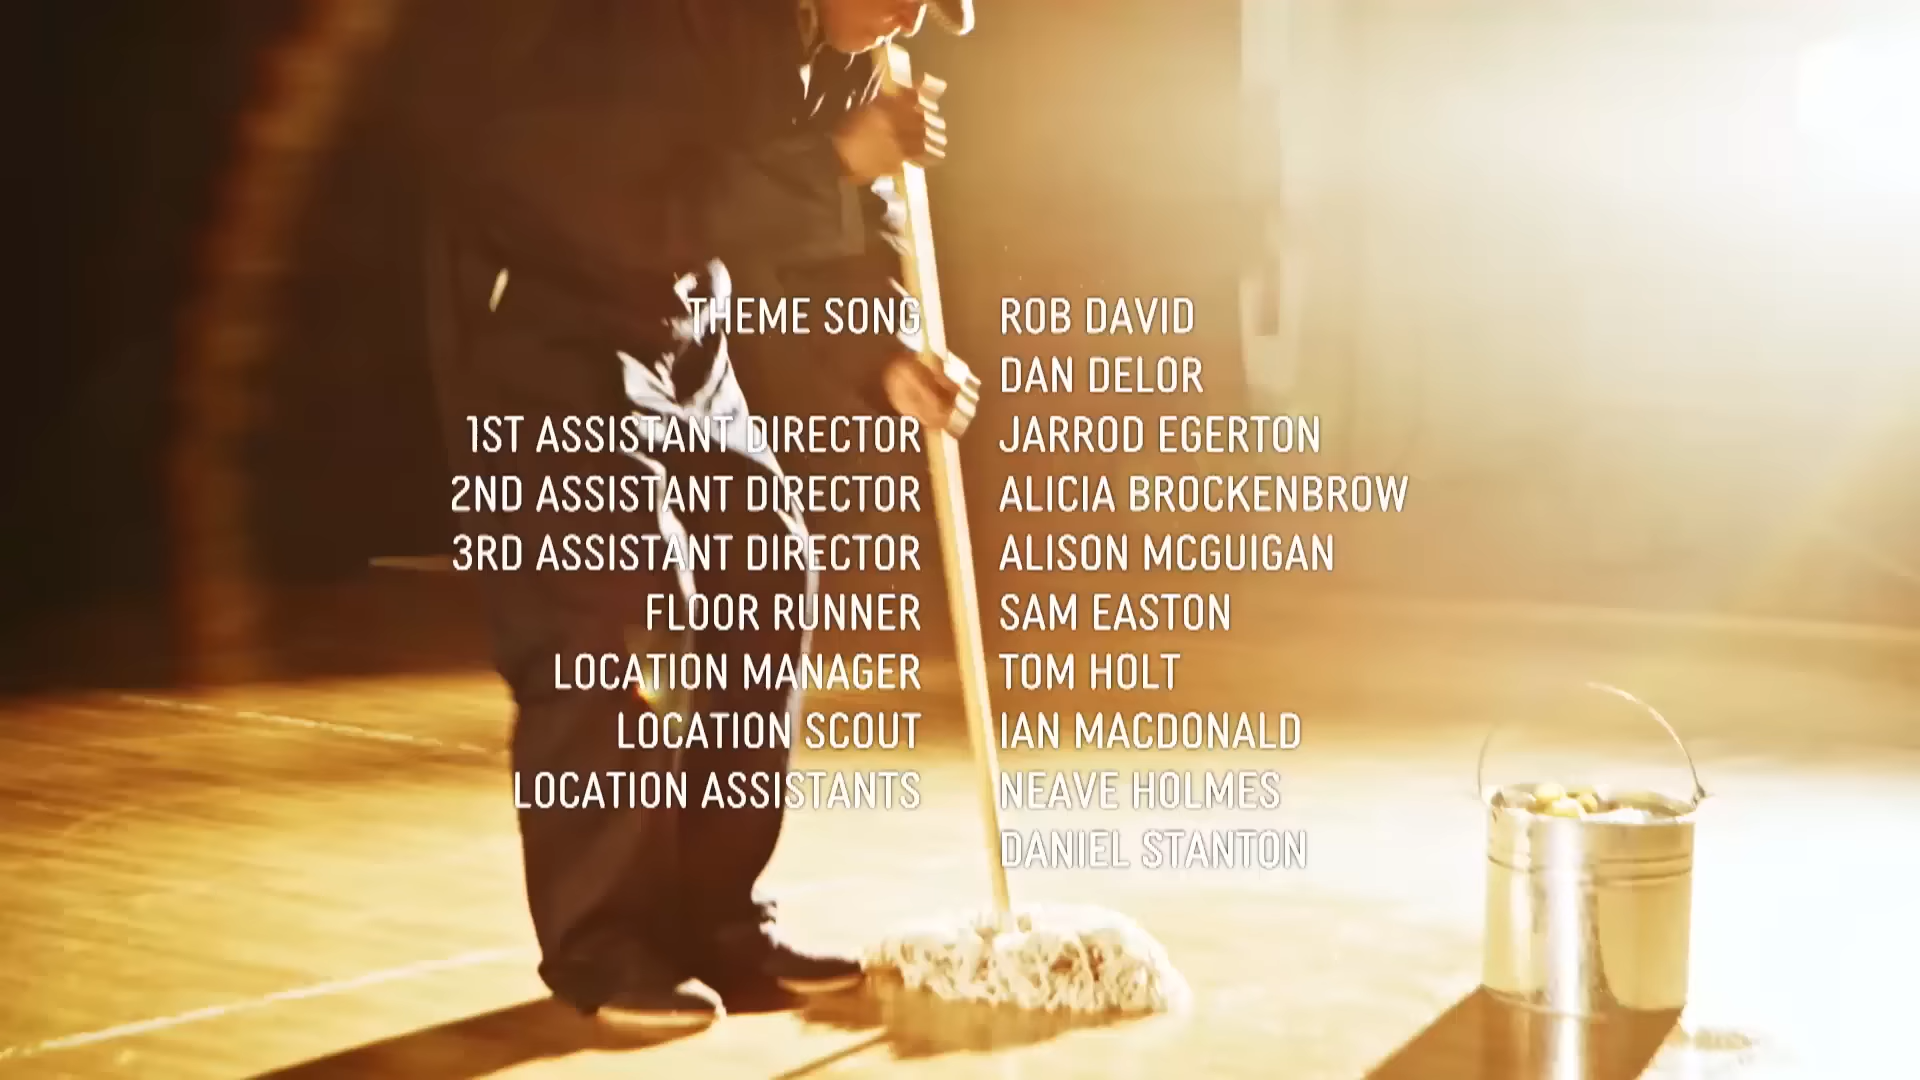 THEME SONG ROB DAVID
DAN DELOR
1ST ASSISTANT DIRECTOR JARROD EGERTON
2ND ASSISTANT DIRECTOR ALICIA BROCKENBROW
3RD ASSISTANT DIRECTOR ALISON MCGUIGAN
FLOOR RUNNER SAM EASTON
LOCATION MANAGER TOM HOLT
LOCATION SCOUT IAN MACDONALD
LOCATION ASSISTANTS NEAVE HOLMES
DANIEL STANTON